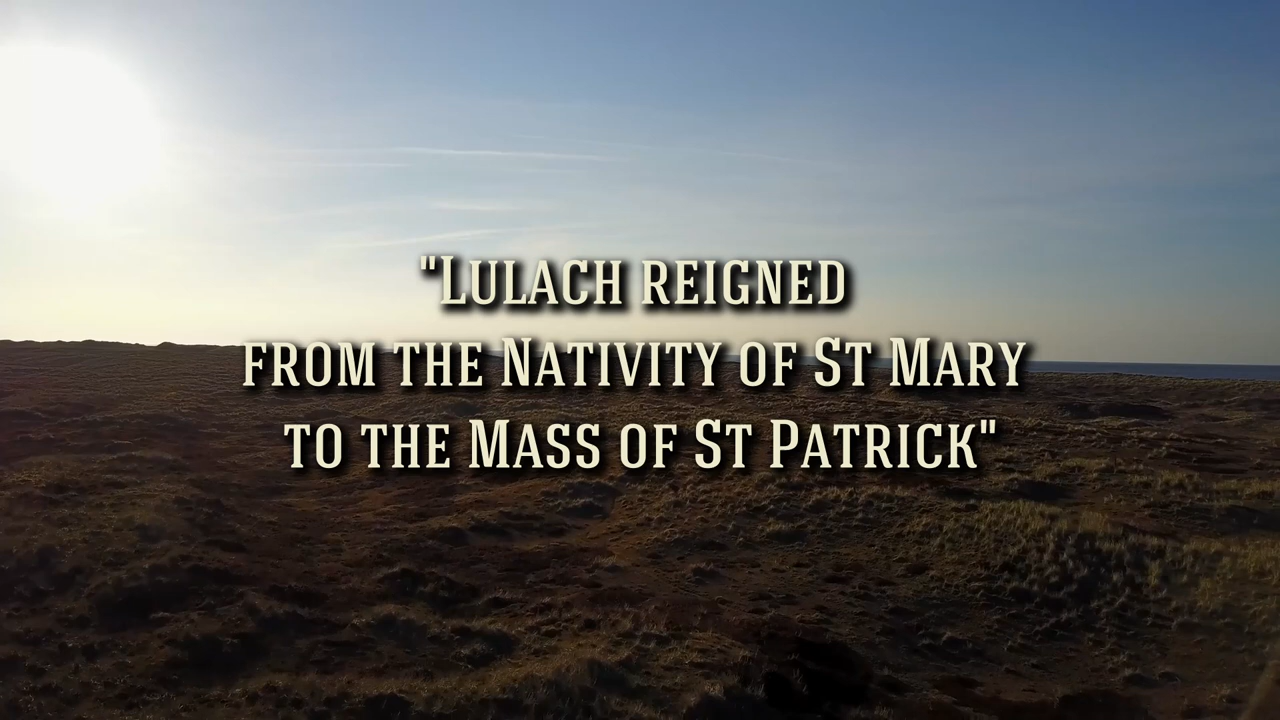 "Lulach reigned
from the Nativity of St Mary
to the Mass of St Patrick"